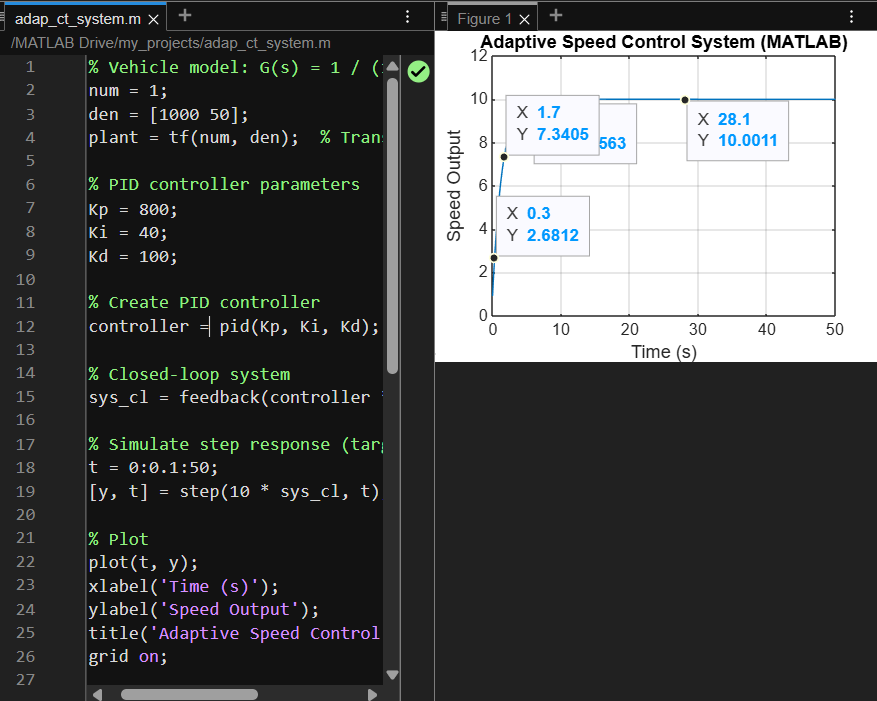 adap_ct_system.m
/MATLAB Drive/my_projects/adap_ct_system.m
1 % Vehicle model: G(s) = 1 / (
2 num = 1;
3 den = [1000 50];
4 plant = tf(num, den);  % Tran
5
6 % PID controller parameters
7 Kp = 800;
8 Ki = 40;
9 Kd = 100;
10
11 % Create PID controller
12 controller = pid(Kp, Ki, Kd);
13
14 % Closed-loop system
15 sys_cl = feedback(controller
16
17 % Simulate step response (tar
18 t = 0:0.1:50;
19 [y, t] = step(10 * sys_cl, t)
20
21 % Plot
22 plot(t, y);
23 xlabel('Time (s)');
24 ylabel('Speed Output');
25 title('Adaptive Speed Control
26 grid on;
27
Figure 1
Adaptive Speed Control System (MATLAB)
12
10
8
6
4
2
0
Speed Output
X 1.7
Y 7.3405
563
X 28.1
Y 10.0011
X 0.3
Y 2.6812
0 10 20 30 40 50
Time (s)